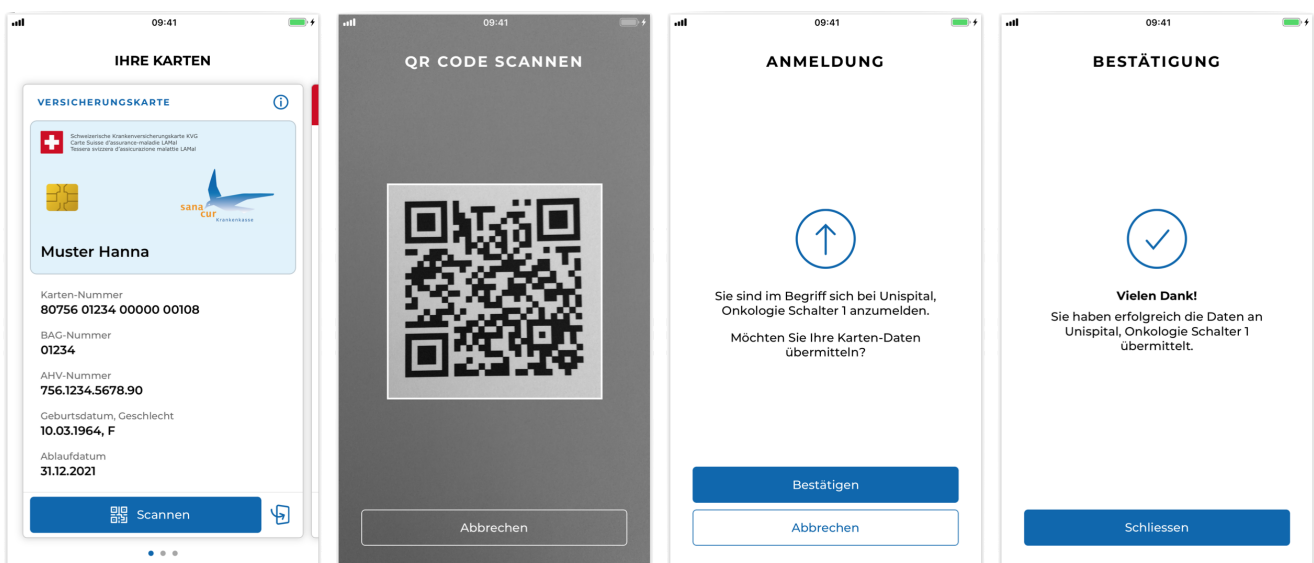 09:41
IHRE KARTEN
VERSICHERUNGSKARTE
Schweizerische Krankenversicherungskarte KVG
Carte Suisse d'assurance-maladie LAMal
Tessera svizzera d'assicurazione malattie LAMal
sana
cur
Krankenkasse
Muster Hanna
Karten-Nummer
80756 01234 00000 00108
BAG-Nummer
01234
AHV-Nummer
756.1234.5678.90
Geburtsdatum, Geschlecht
10.03.1964, F
Ablaufdatum
31.12.2021
Scannen
09:41
QR CODE SCANNEN
Abbrechen
09:41
ANMELDUNG
Sie sind im Begriff sich bei Unispital,
Onkologie Schalter 1 anzumelden.
Möchten Sie Ihre Karten-Daten
übermitteln?
Bestätigen
Abbrechen
09:41
BESTÄTIGUNG
Vielen Dank!
Sie haben erfolgreich die Daten an
Unispital, Onkologie Schalter 1
übermittelt.
Schliessen